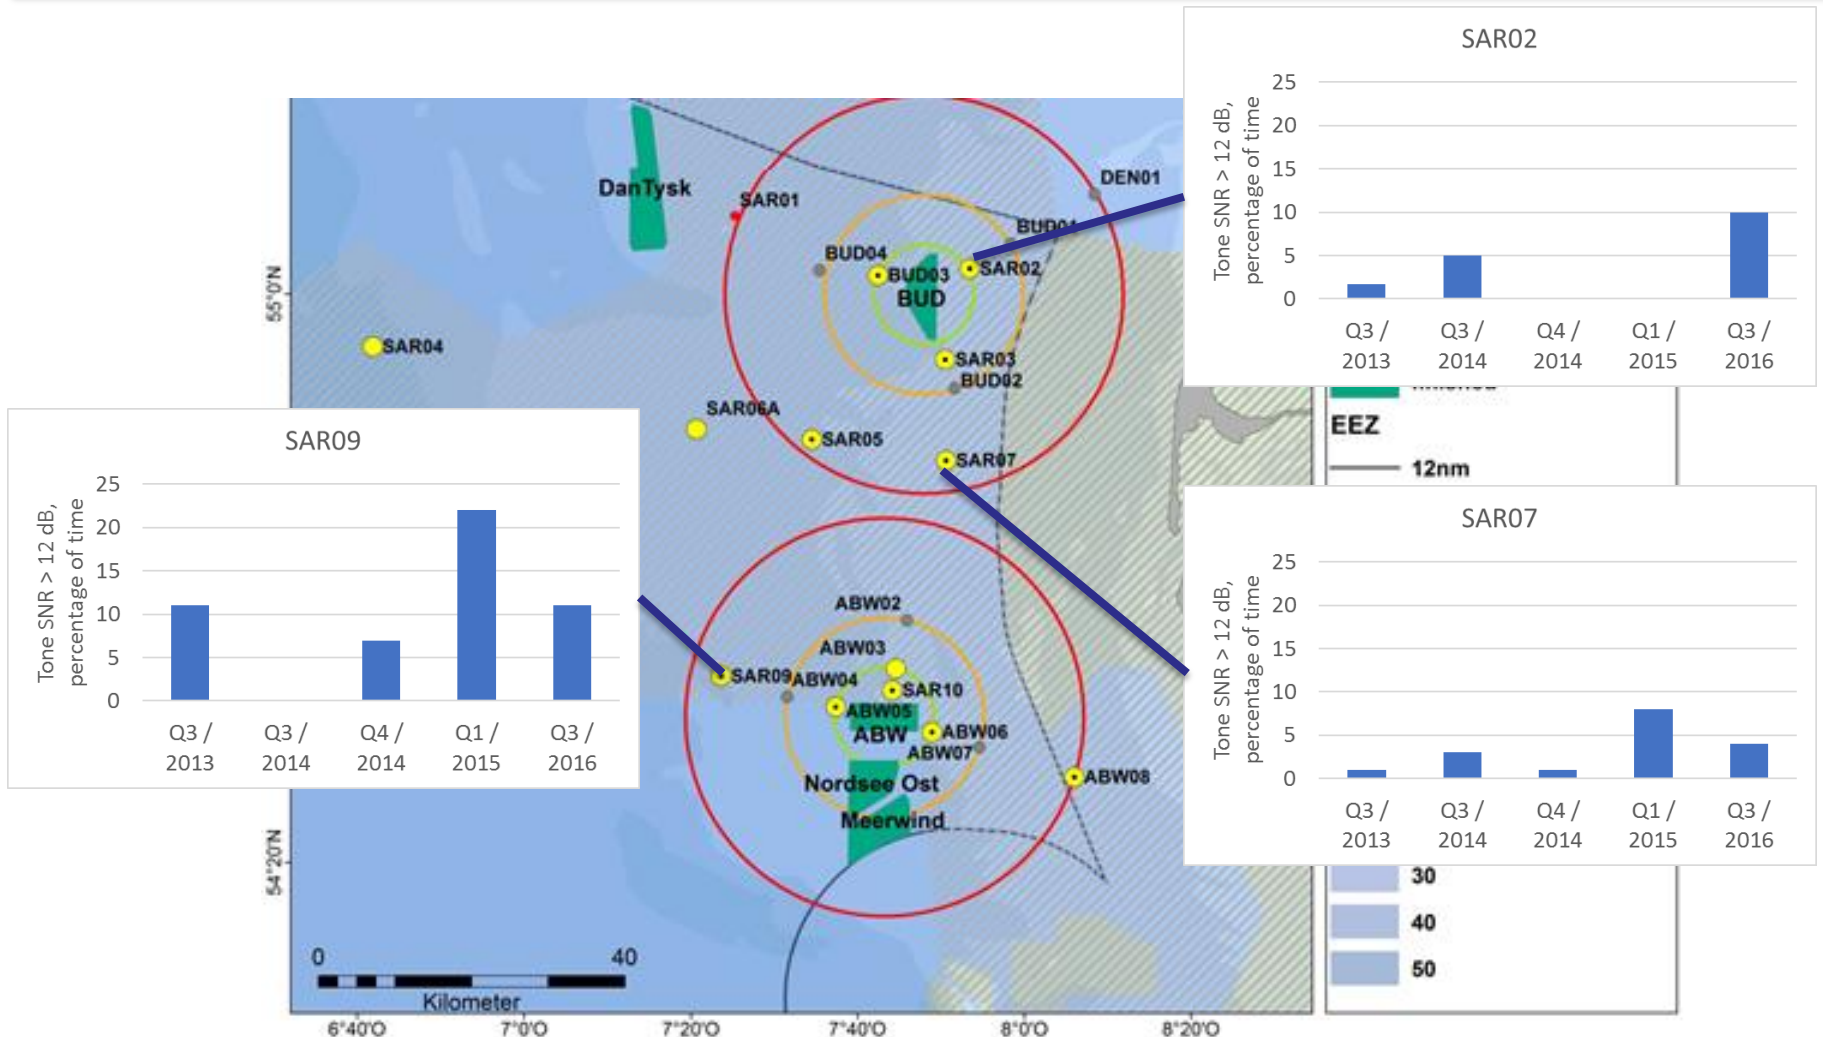 SAR02
Tone SNR > 12 dB,
percentage of time
25
20
15
10
5
0
Q3 /
2013
Q3 /
2014
Q4 /
2014
Q1 /
2015
Q3 /
2016
DanTysk
SAR01
DEN01
BUD01
BUD04
BUD03
SAR02
BUD
SAR04
SAR03
BUD02
SAR06A
SAR05
SAR07
55°0'N
EEZ
12nm
SAR09
Tone SNR > 12 dB,
percentage of time
25
20
15
10
5
0
Q3 /
2013
Q3 /
2014
Q4 /
2014
Q1 /
2015
Q3 /
2016
SAR07
Tone SNR > 12 dB,
percentage of time
25
20
15
10
5
0
Q3 /
2013
Q3 /
2014
Q4 /
2014
Q1 /
2015
Q3 /
2016
ABW02
ABW03
SAR09
ABW04
SAR10
ABW05
ABW
ABW06
ABW07
ABW08
Nordsee Ost
Meerwind
54°20'N
30
40
50
0
40
Kilometer
6°40'O
7°0'O
7°20'O
7°40'O
8°0'O
8°20'O